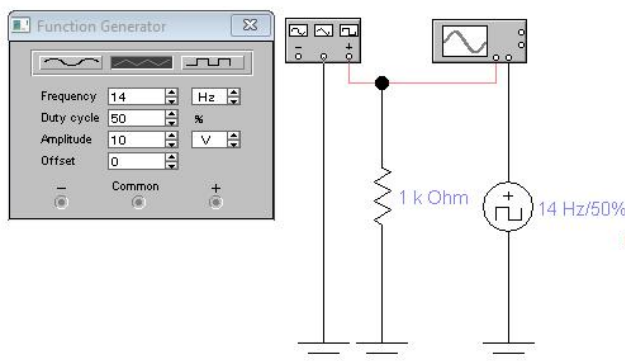 Function Generator
Frequency 14 Hz
Duty cycle 50 %
Amplitude 10 V
Offset 0
− Common +
− +
1 k Ohm
+
14 Hz/50%